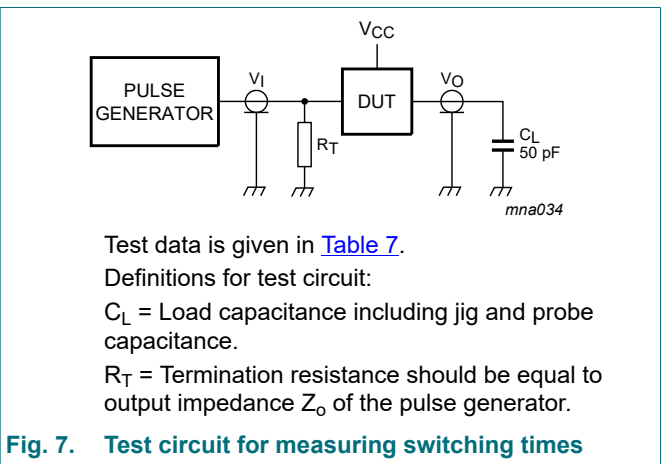 VCC
PULSE
GENERATOR
VI
DUT
VO
RT
CL
50 pF
mna034
Test data is given in Table 7.
Definitions for test circuit:
CL = Load capacitance including jig and probe
capacitance.
RT = Termination resistance should be equal to
output impedance Zo of the pulse generator.
Fig. 7. Test circuit for measuring switching times